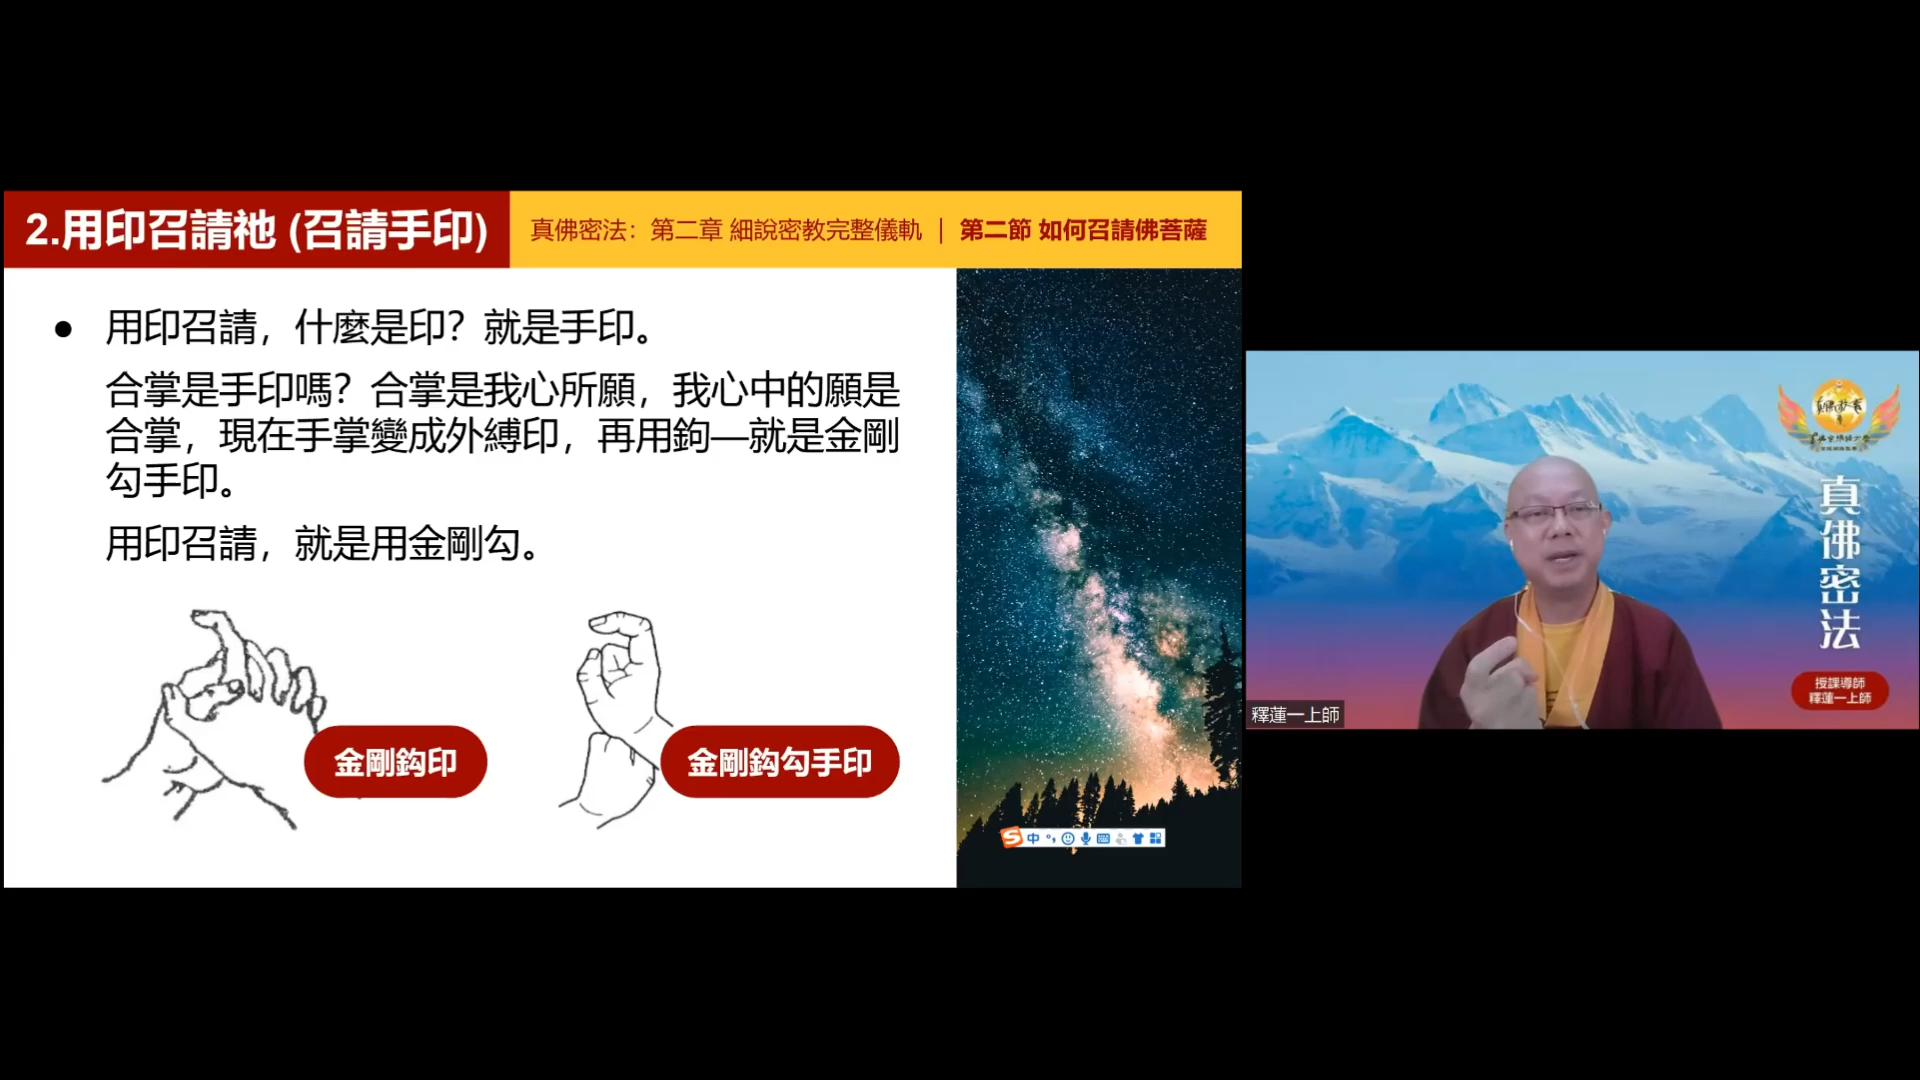 2.用印召請祂 (召請手印)
真佛密法：第二章 細說密教完整儀軌｜第二節 如何召請佛菩薩
● 用印召請，什麼是印？就是手印。
合掌是手印嗎？合掌是我心所願，我心中的願是
合掌，現在手掌變成外縛印，再用鉤—就是金剛
勾手印。
用印召請，就是用金剛勾。
金剛鈎印
金剛鈎勾手印
中
真佛密法
授課導師
釋蓮一上師
釋蓮一上師